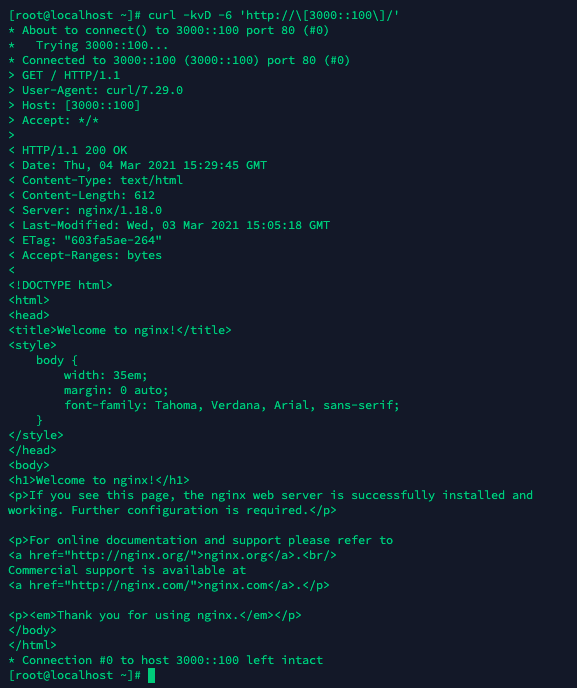 [root@localhost ~]# curl -kvD -6 'http://\[3000::100\]/'
* About to connect() to 3000::100 port 80 (#0)
*   Trying 3000::100...
* Connected to 3000::100 (3000::100) port 80 (#0)
> GET / HTTP/1.1
> User-Agent: curl/7.29.0
> Host: [3000::100]
> Accept: */*
>
< HTTP/1.1 200 OK
< Date: Thu, 04 Mar 2021 15:29:45 GMT
< Content-Type: text/html
< Content-Length: 612
< Server: nginx/1.18.0
< Last-Modified: Wed, 03 Mar 2021 15:05:18 GMT
< ETag: "603fa5ae-264"
< Accept-Ranges: bytes
<
<!DOCTYPE html>
<html>
<head>
<title>Welcome to nginx!</title>
<style>
    body {
        width: 35em;
        margin: 0 auto;
        font-family: Tahoma, Verdana, Arial, sans-serif;
    }
</style>
</head>
<body>
<h1>Welcome to nginx!</h1>
<p>If you see this page, the nginx web server is successfully installed and
working. Further configuration is required.</p>

<p>For online documentation and support please refer to
<a href="http://nginx.org/">nginx.org</a>.<br/>
Commercial support is available at
<a href="http://nginx.com/">nginx.com</a>.</p>

<p><em>Thank you for using nginx.</em></p>
</body>
</html>
* Connection #0 to host 3000::100 left intact
[root@localhost ~]#